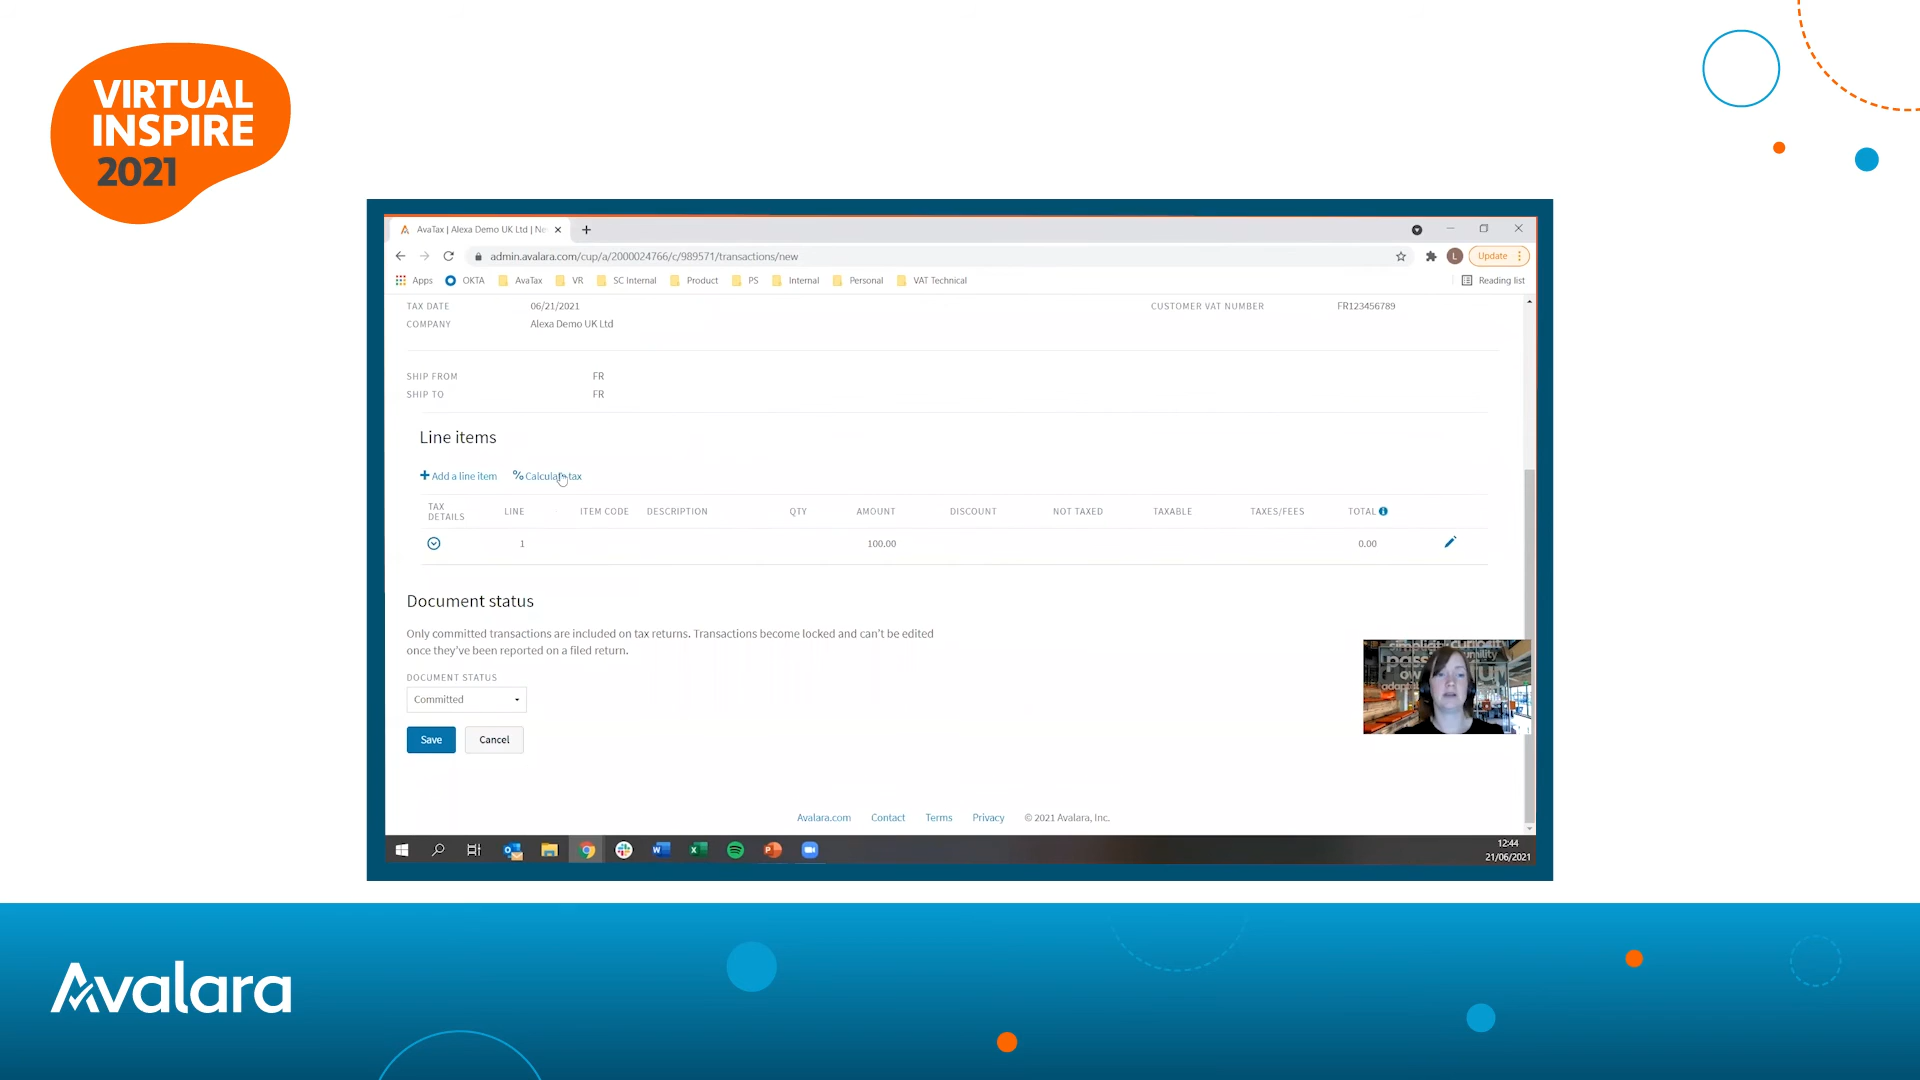 VIRTUAL
INSPIRE
2021
AvaTax | Alexa Demo UK Ltd | Ne
admin.avalara.com/cup/a/2000024766/c/989571/transactions/new
Update
Apps OKTA AvaTax VR SC Internal Product PS Internal Personal VAT Technical Reading list
TAX DATE 06/21/2021 CUSTOMER VAT NUMBER FR123456789
COMPANY Alexa Demo UK Ltd
SHIP FROM FR
SHIP TO FR
Line items
+ Add a line item % Calculate tax
TAX DETAILS LINE ITEM CODE DESCRIPTION QTY AMOUNT DISCOUNT NOT TAXED TAXABLE TAXES/FEES TOTAL
1 100.00 0.00
Document status
Only committed transactions are included on tax returns. Transactions become locked and can't be edited
once they've been reported on a filed return.
DOCUMENT STATUS
Committed
Save Cancel
Avalara.com Contact Terms Privacy © 2021 Avalara, Inc.
12:44
21/06/2021
Avalara